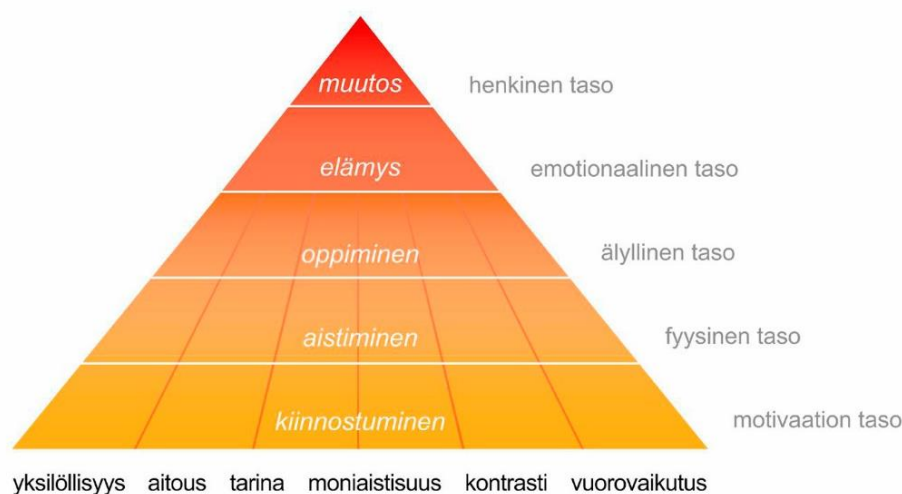 muutos henkinen taso
elämys emotionaalinen taso
oppiminen älyllinen taso
aistiminen fyysinen taso
kiinnostuminen motivaation taso
yksilöllisyys aitous tarina moniaistisuus kontrasti vuorovaikutus